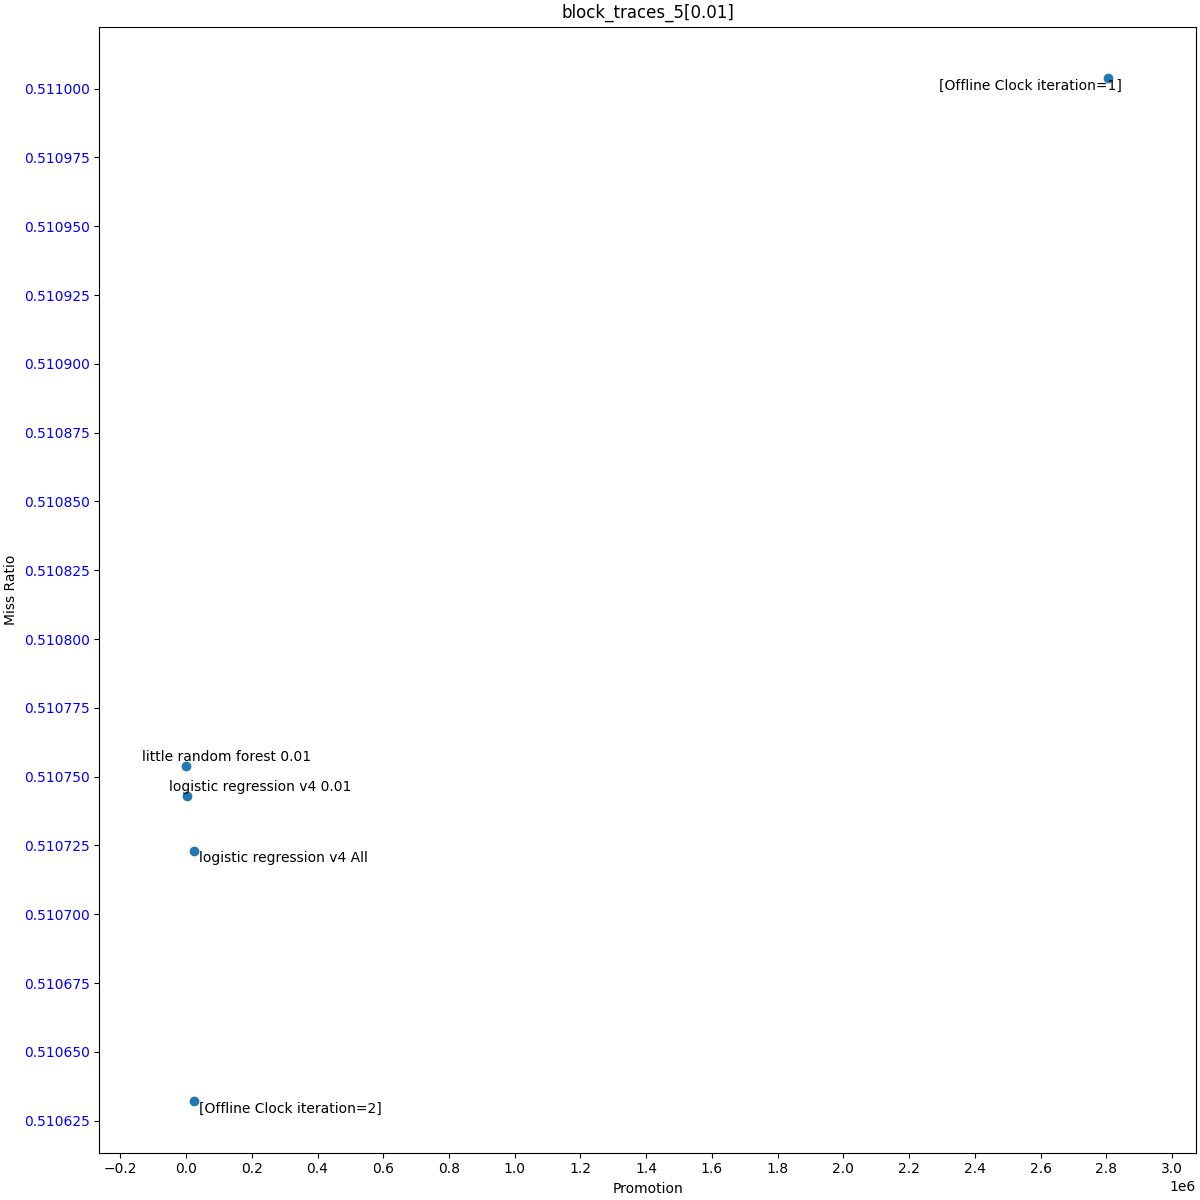 block_traces_5[0.01]
0.511000
0.510975
0.510950
0.510925
0.510900
0.510875
0.510850
0.510825
0.510800
0.510775
0.510750
0.510725
0.510700
0.510675
0.510650
0.510625
Miss Ratio
[Offline Clock iteration=1]
little random forest 0.01
logistic regression v4 0.01
logistic regression v4 All
[Offline Clock iteration=2]
−0.2 0.0 0.2 0.4 0.6 0.8 1.0 1.2 1.4 1.6 1.8 2.0 2.2 2.4 2.6 2.8 3.0
1e6
Promotion